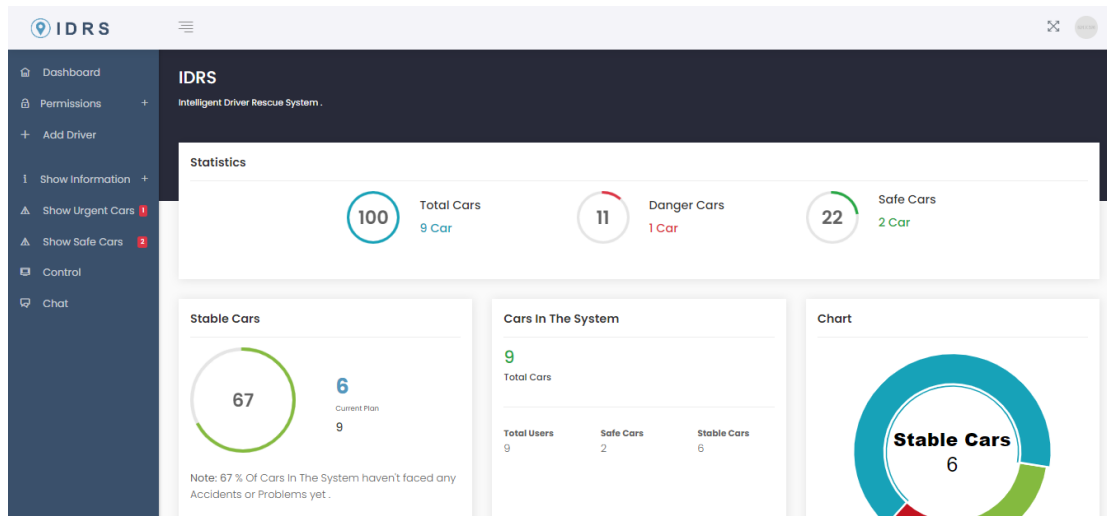 IDRS
Dashboard
Permissions +
+ Add Driver
Show Information +
Show Urgent Cars 1
Show Safe Cars 2
Control
Chat
IDRS
Intelligent Driver Rescue System .
Statistics
100
Total Cars
9 Car
11
Danger Cars
1 Car
22
Safe Cars
2 Car
Stable Cars
67
6
Current Plan
9
Note: 67 % Of Cars In The System haven't faced any
Accidents or Problems yet .
Cars In The System
9
Total Cars
Total Users Safe Cars Stable Cars
9 2 6
Chart
Stable Cars
6